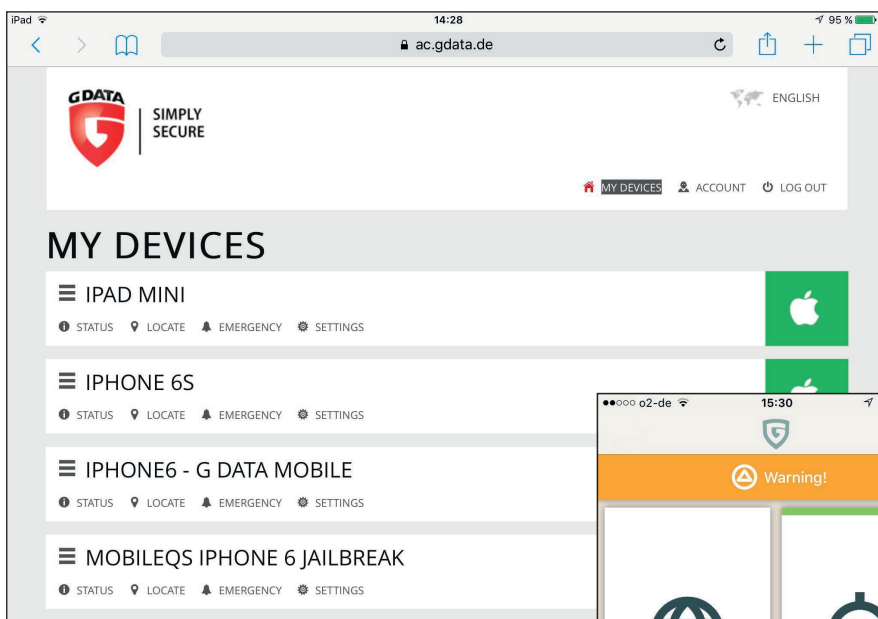 iPad 14:28 95 %
ac.gdata.de
GDATA
SIMPLY
SECURE
ENGLISH
MY DEVICES ACCOUNT LOG OUT
MY DEVICES
IPAD MINI
STATUS LOCATE EMERGENCY SETTINGS
IPHONE 6S
STATUS LOCATE EMERGENCY SETTINGS
IPHONE6 - G DATA MOBILE
STATUS LOCATE EMERGENCY SETTINGS
MOBILEQS IPHONE 6 JAILBREAK
STATUS LOCATE EMERGENCY SETTINGS
o2-de 15:30
Warning!